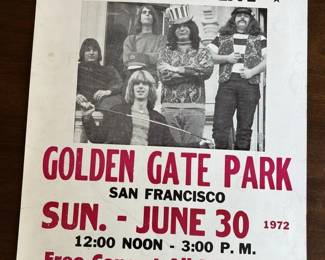 GOLDEN GATE PARK
SAN FRANCISCO
SUN. - JUNE 30 1972
12:00 NOON - 3:00 P. M.